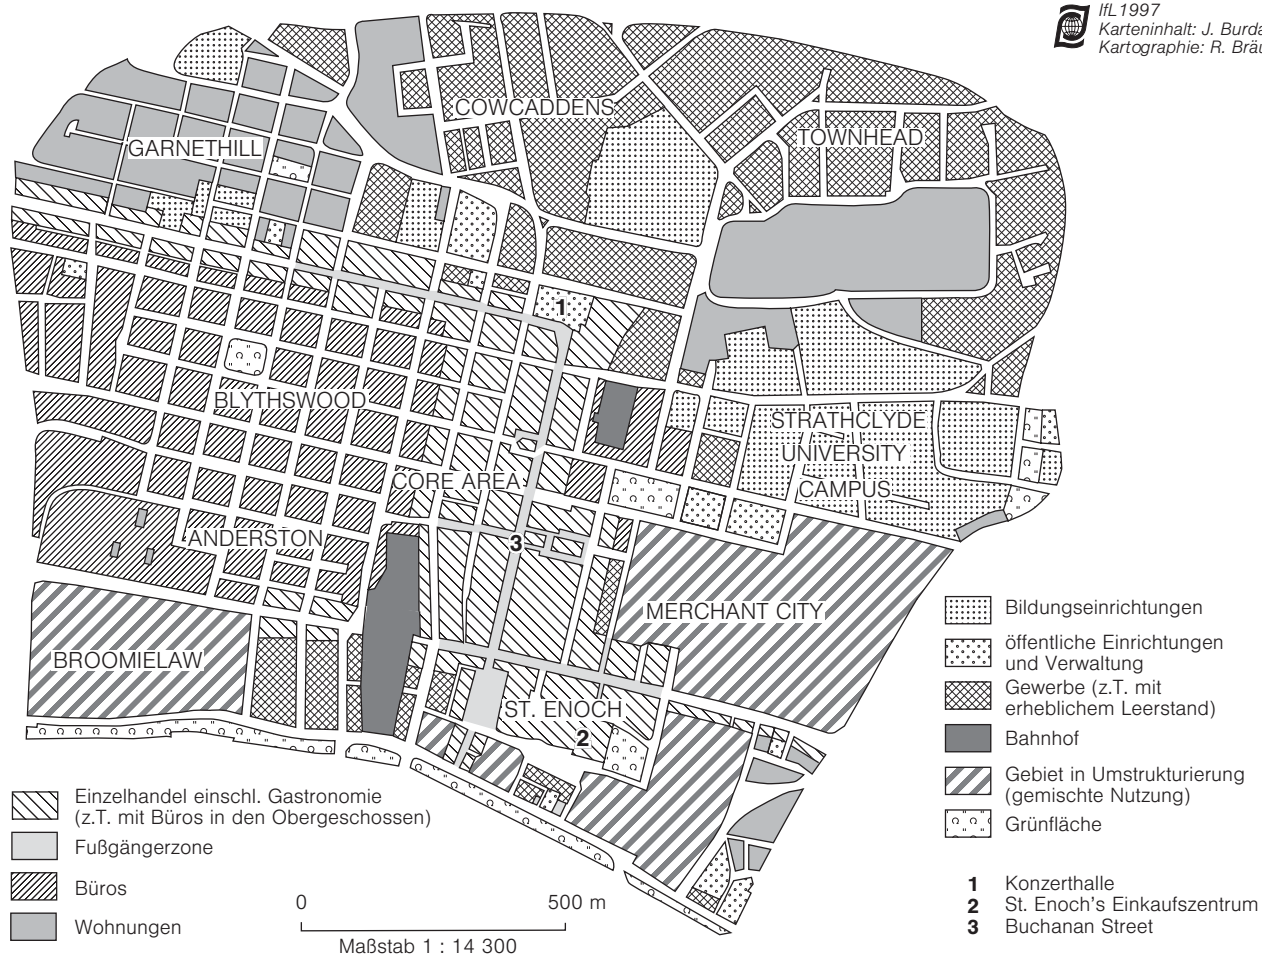 IfL1997
Karteninhalt: J. Burda
Kartographie: R. Bräu
COWCADDENS
TOWNHEAD
GARNETHILL
1
BLYTHSWOOD
STRATHCLYDE
UNIVERSITY
CAMPUS
CORE AREA
ANDERSTON
3
MERCHANT CITY
BROOMIELAW
ST. ENOCH
2
Bildungseinrichtungen
öffentliche Einrichtungen
und Verwaltung
Gewerbe (z.T. mit
erheblichem Leerstand)
Bahnhof
Gebiet in Umstrukturierung
(gemischte Nutzung)
Grünfläche
Einzelhandel einschl. Gastronomie
(z.T. mit Büros in den Obergeschossen)
Fußgängerzone
Büros
Wohnungen
0 500 m
Maßstab 1 : 14 300
1 Konzerthalle
2 St. Enoch's Einkaufszentrum
3 Buchanan Street